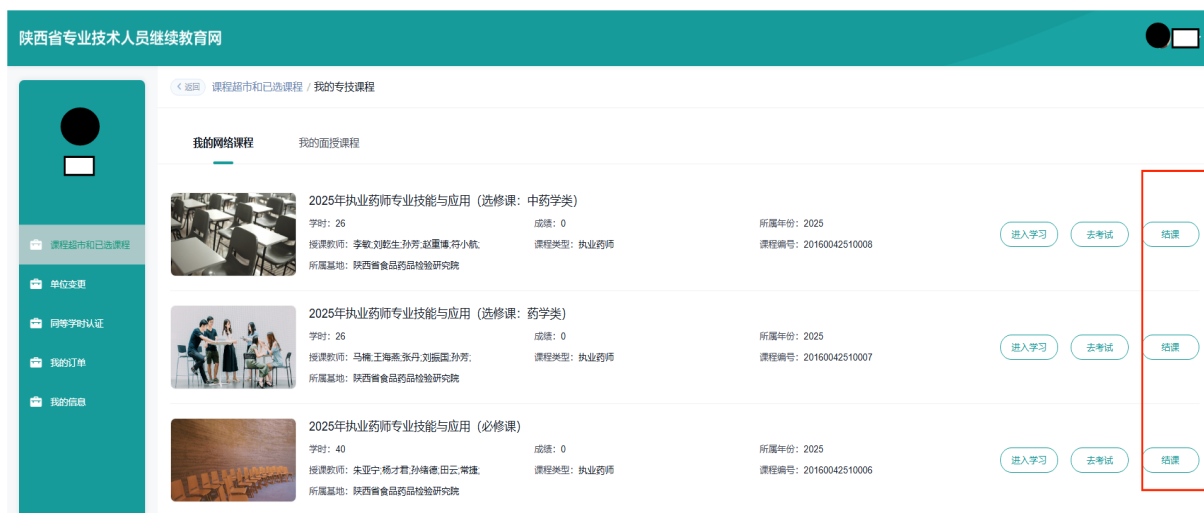 陕西省专业技术人员继续教育网
< 返回 课程超市和已选课程 / 我的专技课程
我的网络课程 我的面授课程
课程超市和已选课程
单位变更
同等学时认证
我的订单
我的信息
2025年执业药师专业技能与应用（选修课：中药学类）
学时：26 成绩：0 所属年份：2025
授课教师：李敏;刘乾生;孙芳;赵重博;符小航; 课程类型：执业药师 课程编号：20160042510008
所属基地：陕西省食品药品检验研究院
进入学习 去考试 结课
2025年执业药师专业技能与应用（选修课：药学类）
学时：26 成绩：0 所属年份：2025
授课教师：马楠;王海燕;张丹;刘振国;孙芳; 课程类型：执业药师 课程编号：20160042510007
所属基地：陕西省食品药品检验研究院
进入学习 去考试 结课
2025年执业药师专业技能与应用（必修课）
学时：40 成绩：0 所属年份：2025
授课教师：朱亚宁;杨才君;孙绪德;田云;常捷; 课程类型：执业药师 课程编号：20160042510006
所属基地：陕西省食品药品检验研究院
进入学习 去考试 结课